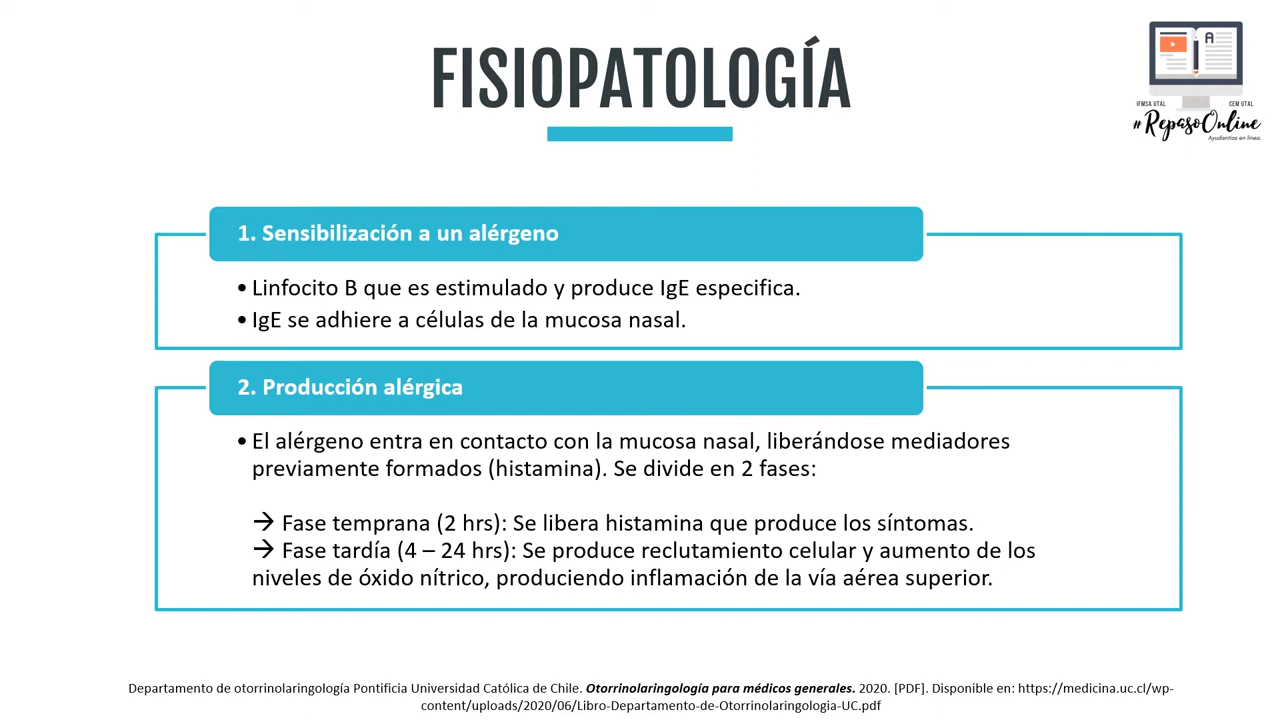 FISIOPATOLOGÍA
A
IFMSA UTAL
CEM UTAL
#RepasoOnline
Ayudantías en línea.
1. Sensibilización a un alérgeno
• Linfocito B que es estimulado y produce IgE especifica.
• IgE se adhiere a células de la mucosa nasal.
2. Producción alérgica
• El alérgeno entra en contacto con la mucosa nasal, liberándose mediadores
previamente formados (histamina). Se divide en 2 fases:
→ Fase temprana (2 hrs): Se libera histamina que produce los síntomas.
→ Fase tardía (4 – 24 hrs): Se produce reclutamiento celular y aumento de los
niveles de óxido nítrico, produciendo inflamación de la vía aérea superior.
Departamento de otorrinolaringología Pontificia Universidad Católica de Chile. Otorrinolaringología para médicos generales. 2020. [PDF]. Disponible en: https://medicina.uc.cl/wp-
content/uploads/2020/06/Libro-Departamento-de-Otorrinolaringologia-UC.pdf